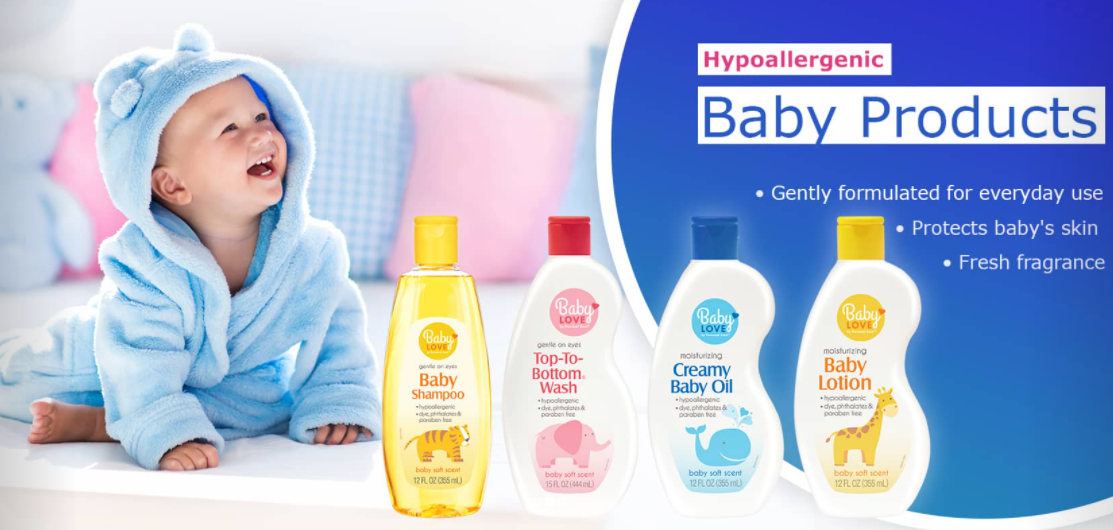 Hypoallergenic
Baby Products
• Gently formulated for everyday use
• Protects baby's skin
• Fresh fragrance
Baby
LOVE
gentle on eyes
Baby
Shampoo
• hypoallergenic
• dye, phthalates &
paraben free
baby soft scent
12 FL OZ (355 mL)
Baby
LOVE
gentle on eyes
Top-To-
Bottom
Wash
• hypoallergenic
• dye, phthalates &
paraben free
baby soft scent
15 FL OZ (444 mL)
Baby
LOVE
moisturizing
Creamy
Baby Oil
• hypoallergenic
• dye, phthalates &
paraben free
baby soft scent
12 FL OZ (355 mL)
Baby
LOVE
moisturizing
Baby
Lotion
• hypoallergenic
• dye, phthalates &
paraben free
baby soft scent
12 FL OZ (355 mL)